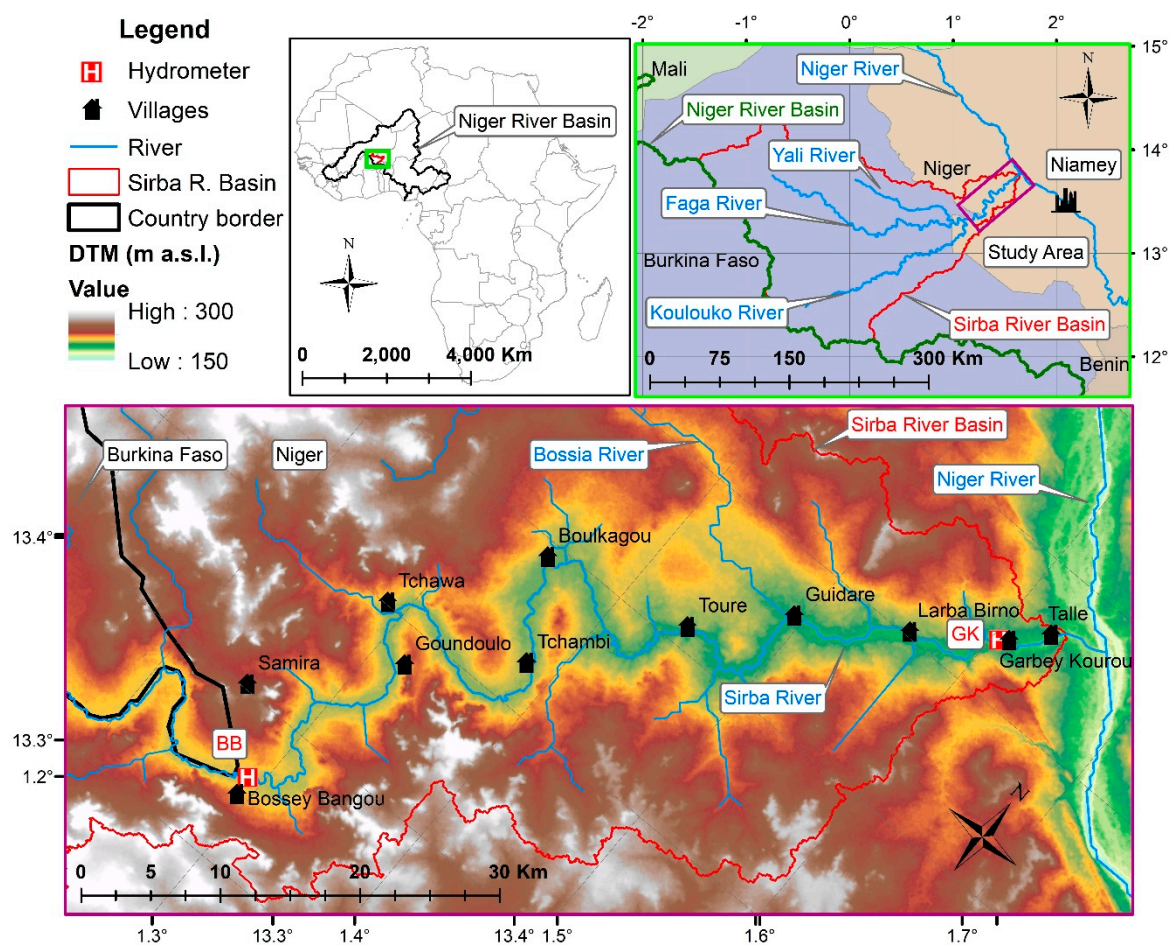 Legend
Hydrometer
Villages
River
Sirba R. Basin
Country border
DTM (m a.s.l.)
Value
High : 300
Low : 150
H
Niger River Basin
N
0 2,000 4,000 Km
-2° -1° 0° 1° 2°
15°
14°
13°
12°
Mali
Niger River
N
Niger River Basin
Yali River
Niger
Niamey
Faga River
Burkina Faso
Study Area
Koulouko River
Sirba River Basin
0 75 150 300 Km
Benin
Burkina Faso
Niger
Bossia River
Sirba River Basin
Niger River
13.4°
13.3°
1.2°
Boulkagou
Tchawa
Goundoulo
Tchambi
Toure
Guidare
Larba Birno
Talle
GK
H
Garbey Kourou
Samira
Sirba River
BB
H
Bossey Bangou
N
0 5 10 20 30 Km
1.3° 13.3° 1.4° 13.4° 1.5° 1.6° 1.7°